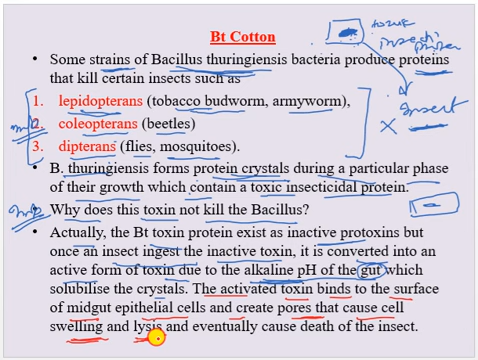 Bt Cotton
• Some strains of Bacillus thuringiensis bacteria produce proteins
that kill certain insects such as
1. lepidopterans (tobacco budworm, armyworm),
2. coleopterans (beetles)
3. dipterans (flies, mosquitoes).
• B. thuringiensis forms protein crystals during a particular phase
of their growth which contain a toxic insecticidal protein.
• Why does this toxin not kill the Bacillus?
• Actually, the Bt toxin protein exist as inactive protoxins but
once an insect ingest the inactive toxin, it is converted into an
active form of toxin due to the alkaline pH of the gut which
solubilise the crystals. The activated toxin binds to the surface
of midgut epithelial cells and create pores that cause cell
swelling and lysis and eventually cause death of the insect.
Insect